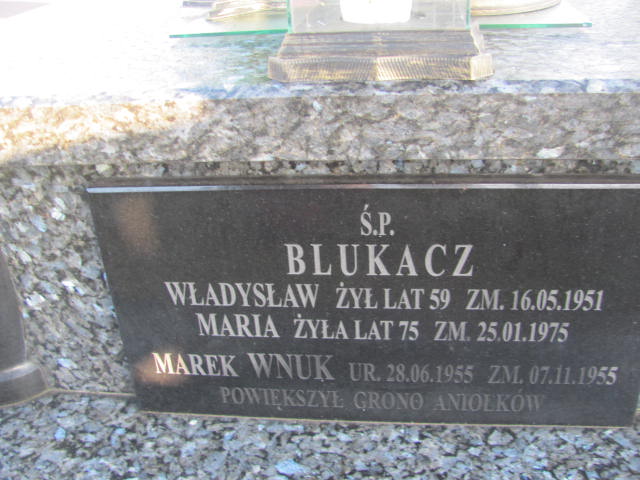 Ś.P.
BLUKACZ
WŁADYSŁAW ŻYŁ LAT 59 ZM. 16.05.1951
MARIA ŻYŁA LAT 75 ZM. 25.01.1975
MAREK WNUK UR. 28.06.1955 ZM. 07.11.1955
POWIĘKSZYŁ GRONO ANIOŁKÓW